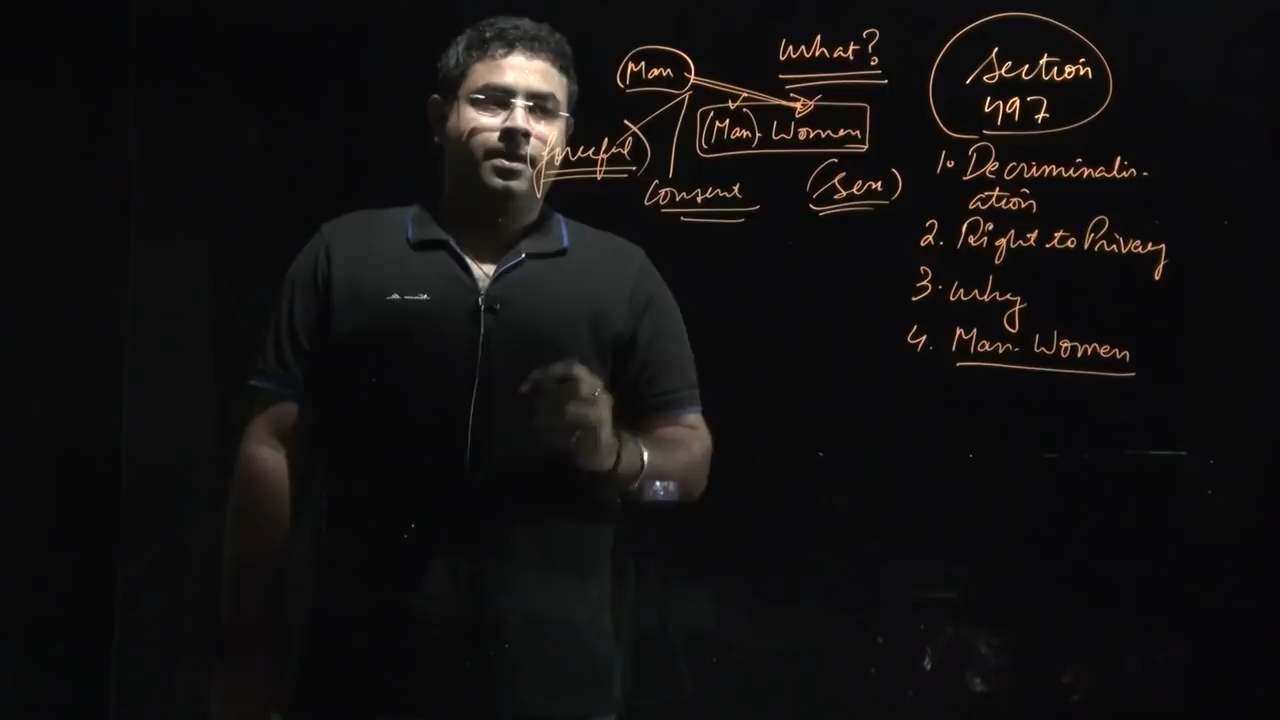 What?
Man
(Man). Women
(forceful)
Consent
(Sex)
Section
497
1. Decriminalis-
ation
2. Right to Privacy
3. Why
4. Man. Women